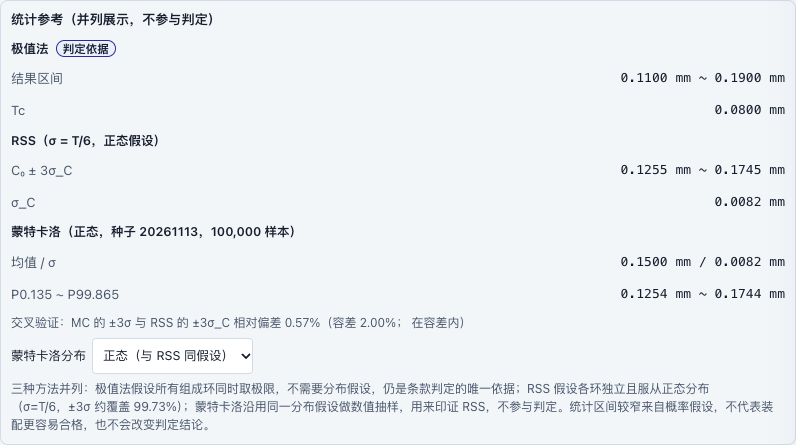 统计参考（并列展示，不参与判定）
极值法 判定依据
结果区间 0.1100 mm ~ 0.1900 mm
Tc 0.0800 mm
RSS（σ = T/6，正态假设）
C₀ ± 3σ_C 0.1255 mm ~ 0.1745 mm
σ_C 0.0082 mm
蒙特卡洛（正态，种子 20261113，100,000 样本）
均值 / σ 0.1500 mm / 0.0082 mm
P0.135 ~ P99.865 0.1254 mm ~ 0.1744 mm
交叉验证：MC 的 ±3σ 与 RSS 的 ±3σ_C 相对偏差 0.57%（容差 2.00%； 在容差内）
蒙特卡洛分布 正态（与 RSS 同假设）
三种方法并列：极值法假设所有组成环同时取极限，不需要分布假设，仍是条款判定的唯一依据；RSS 假设各环独立且服从正态分布
（σ=T/6，±3σ 约覆盖 99.73%）；蒙特卡洛沿用同一分布假设做数值抽样，用来印证 RSS，不参与判定。统计区间较窄来自概率假设，不代表装
配更容易合格，也不会改变判定结论。